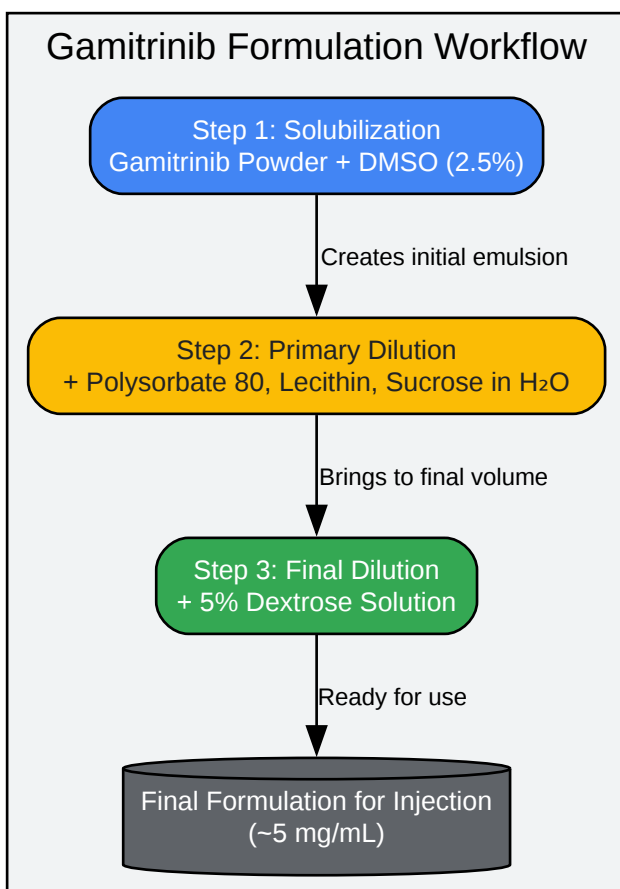 Gamitrinib Formulation Workflow
Step 1: Solubilization
Gamitrinib Powder + DMSO (2.5%)
Creates initial emulsion
Step 2: Primary Dilution
+ Polysorbate 80, Lecithin, Sucrose in H₂O
Brings to final volume
Step 3: Final Dilution
+ 5% Dextrose Solution
Ready for use
Final Formulation for Injection
(~5 mg/mL)